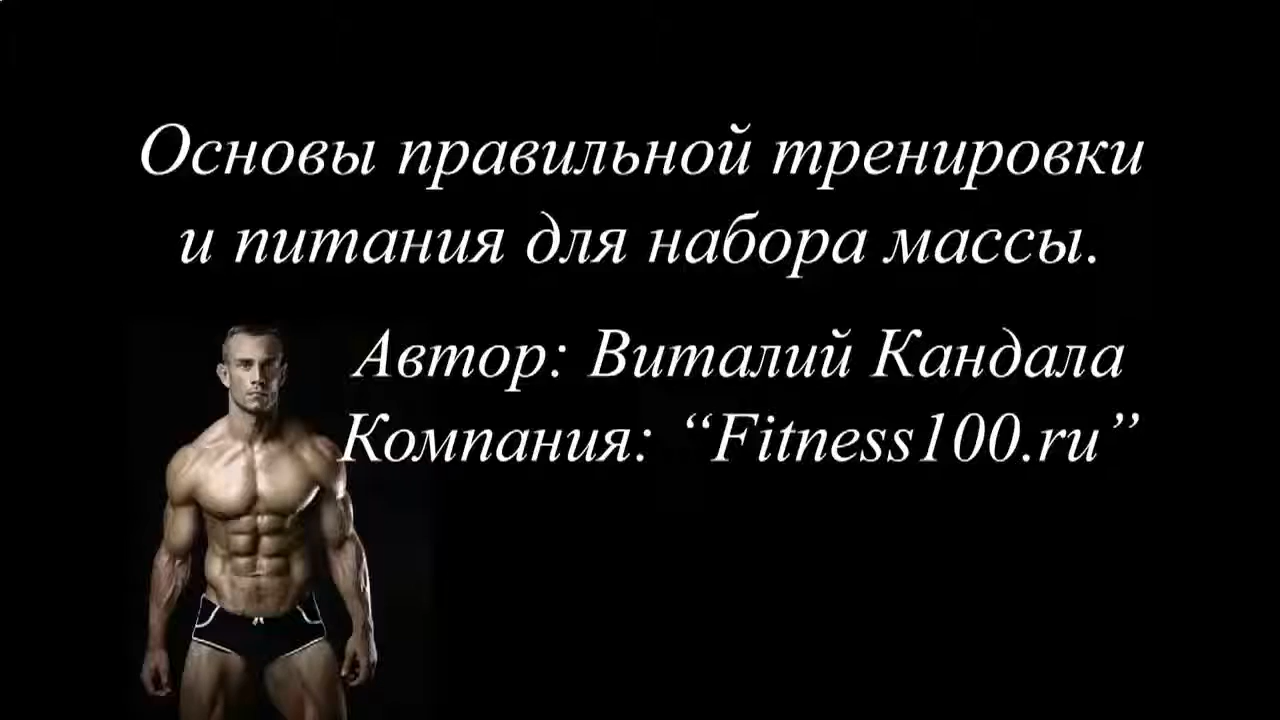 Основы правильной тренировки
и питания для набора массы.
Автор: Виталий Кандала
Компания: “Fitness100.ru”